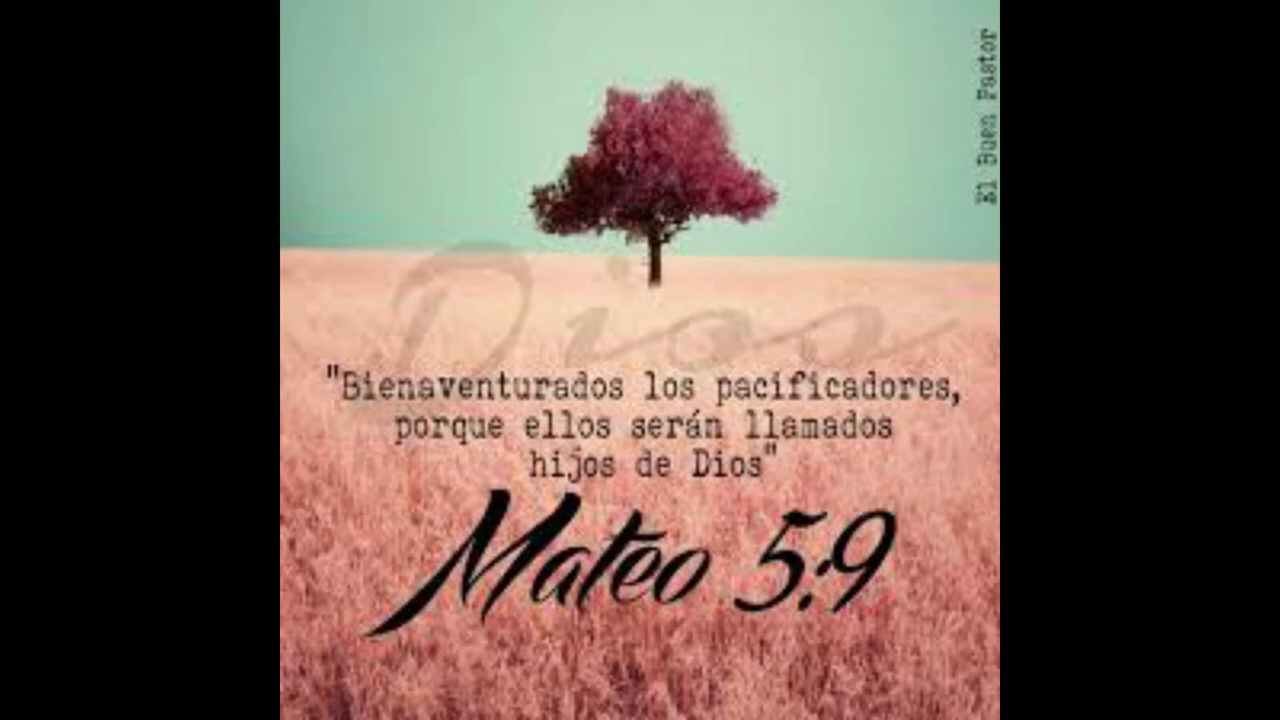 El Buen Pastor
Dios
"Bienaventurados los pacificadores,
porque ellos serán llamados
hijos de Dios"
Mateo 5:9